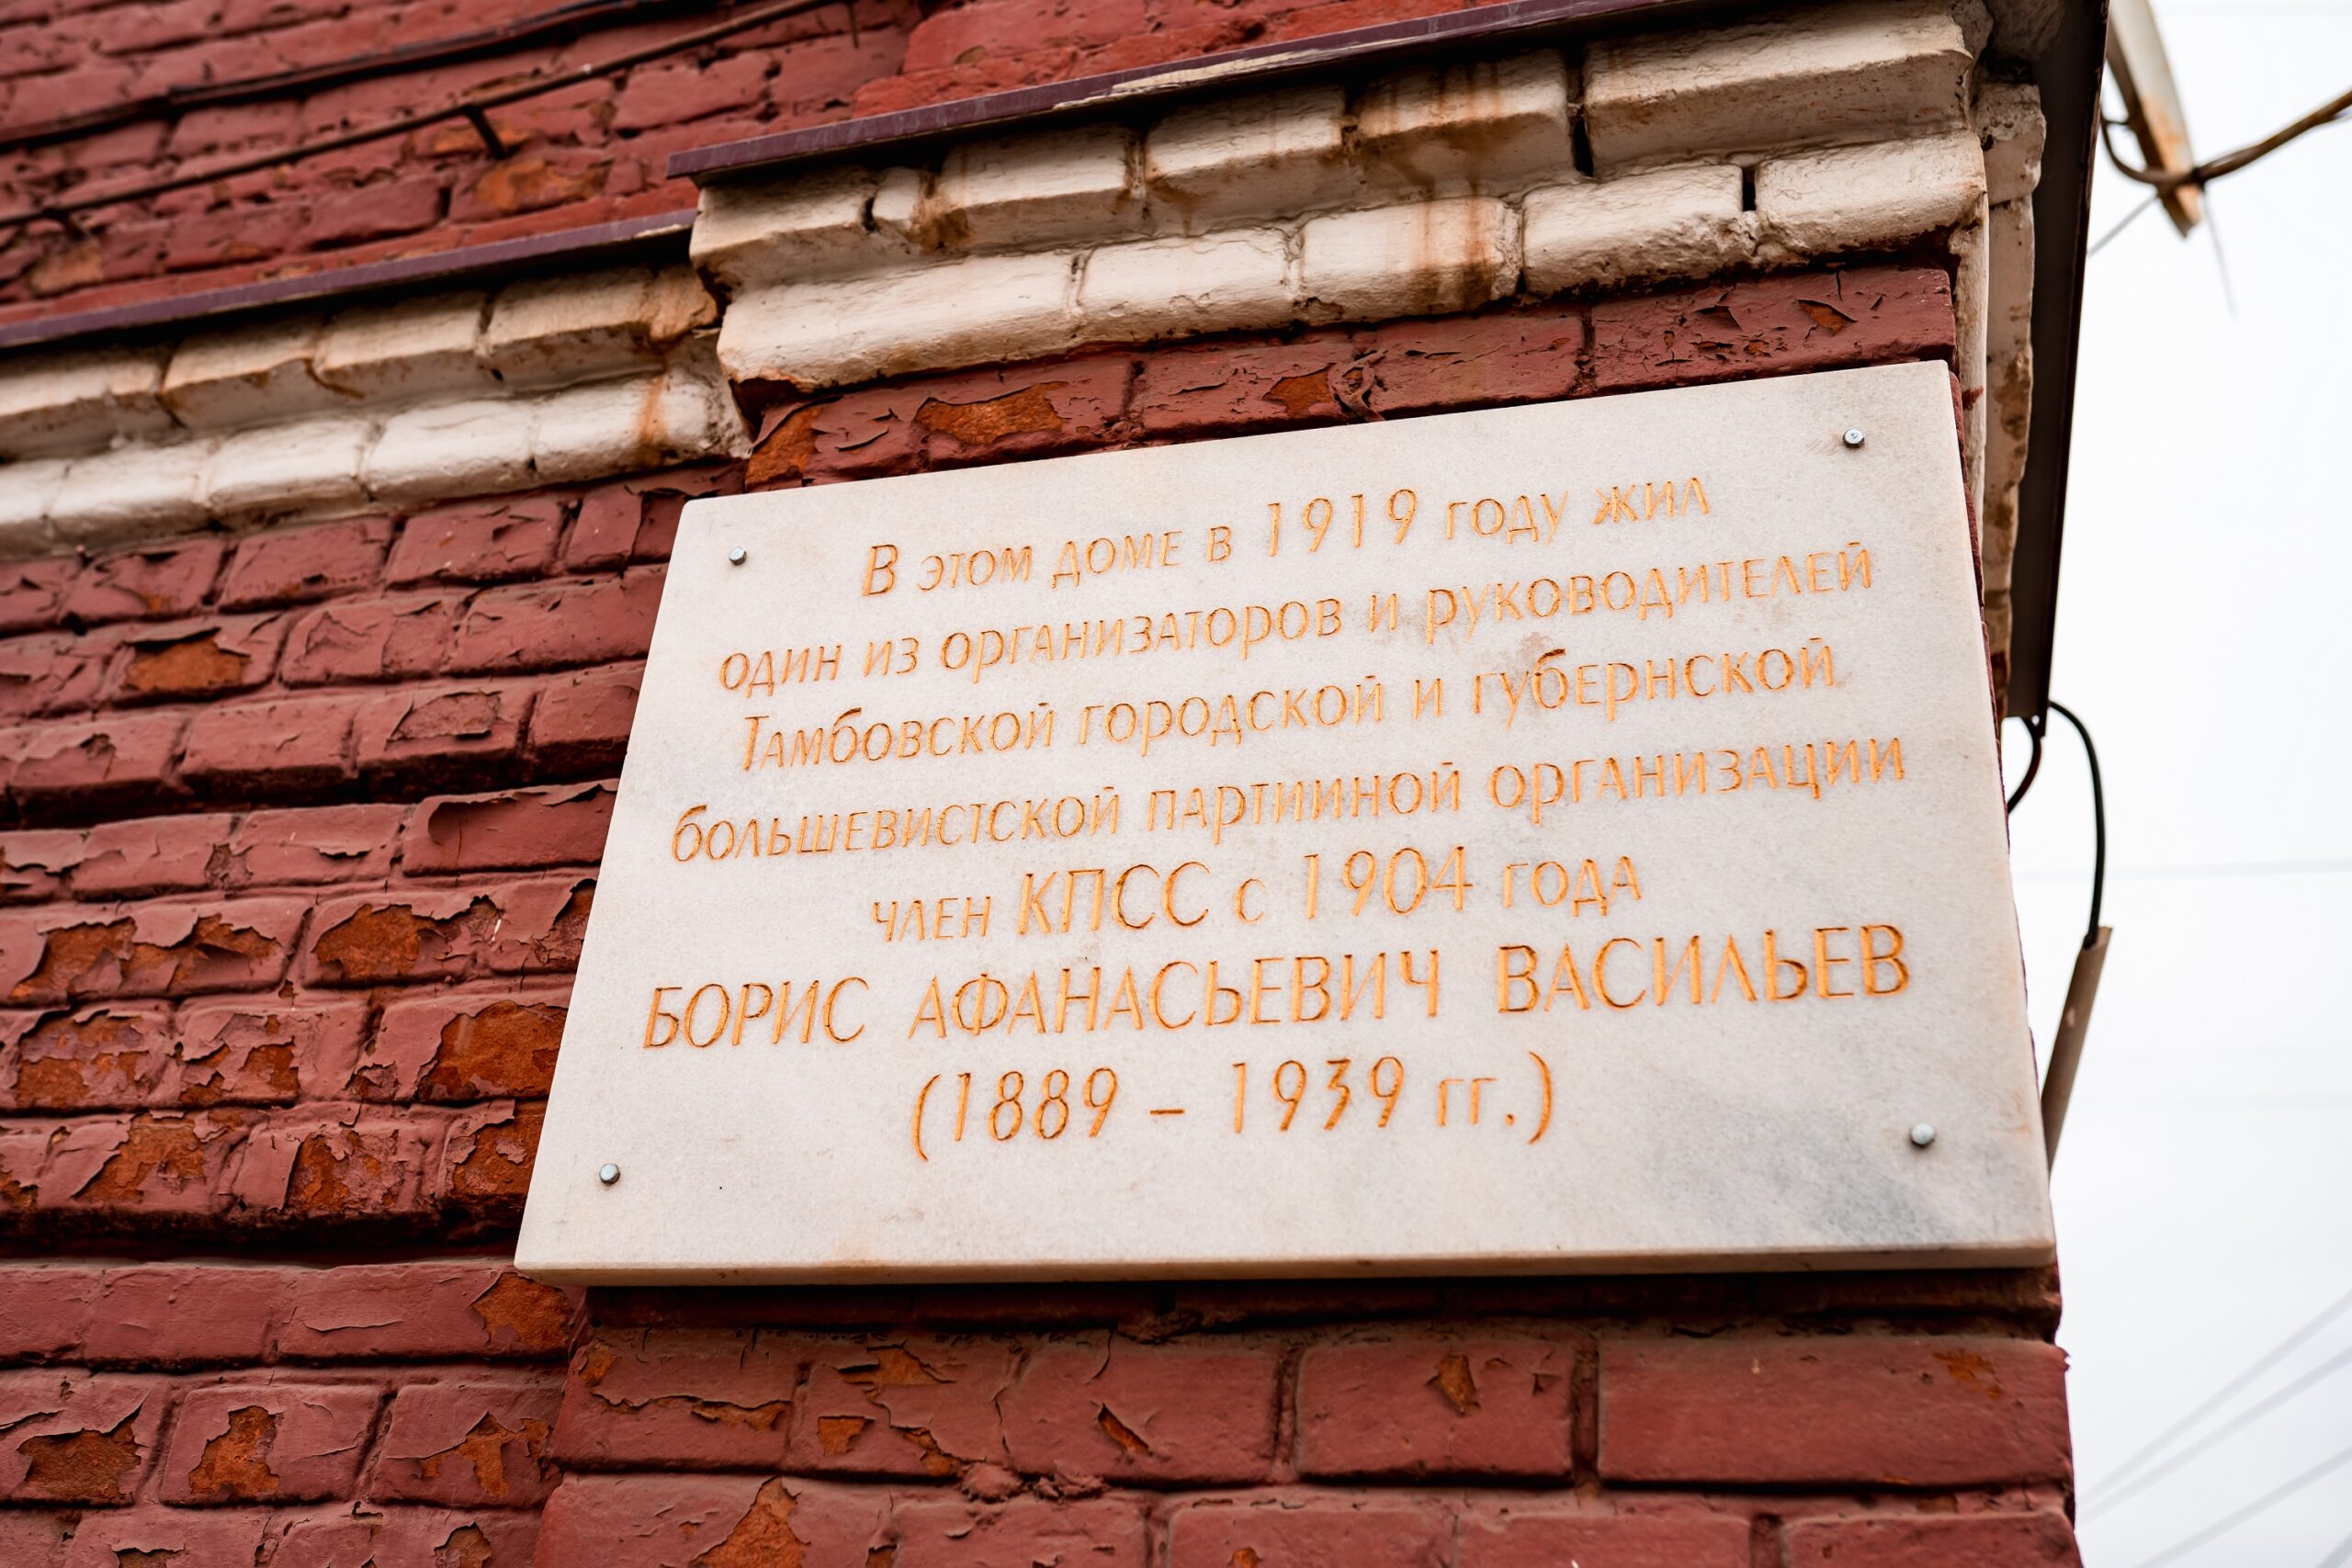 В этом доме в 1919 году жил
один из организаторов и руководителей
Тамбовской городской и губернской
большевистской партииной организации
член КПСС с 1904 года
БОРИС АФАНАСЬЕВИЧ ВАСИЛЬЕВ
(1889 – 1939 гг.)